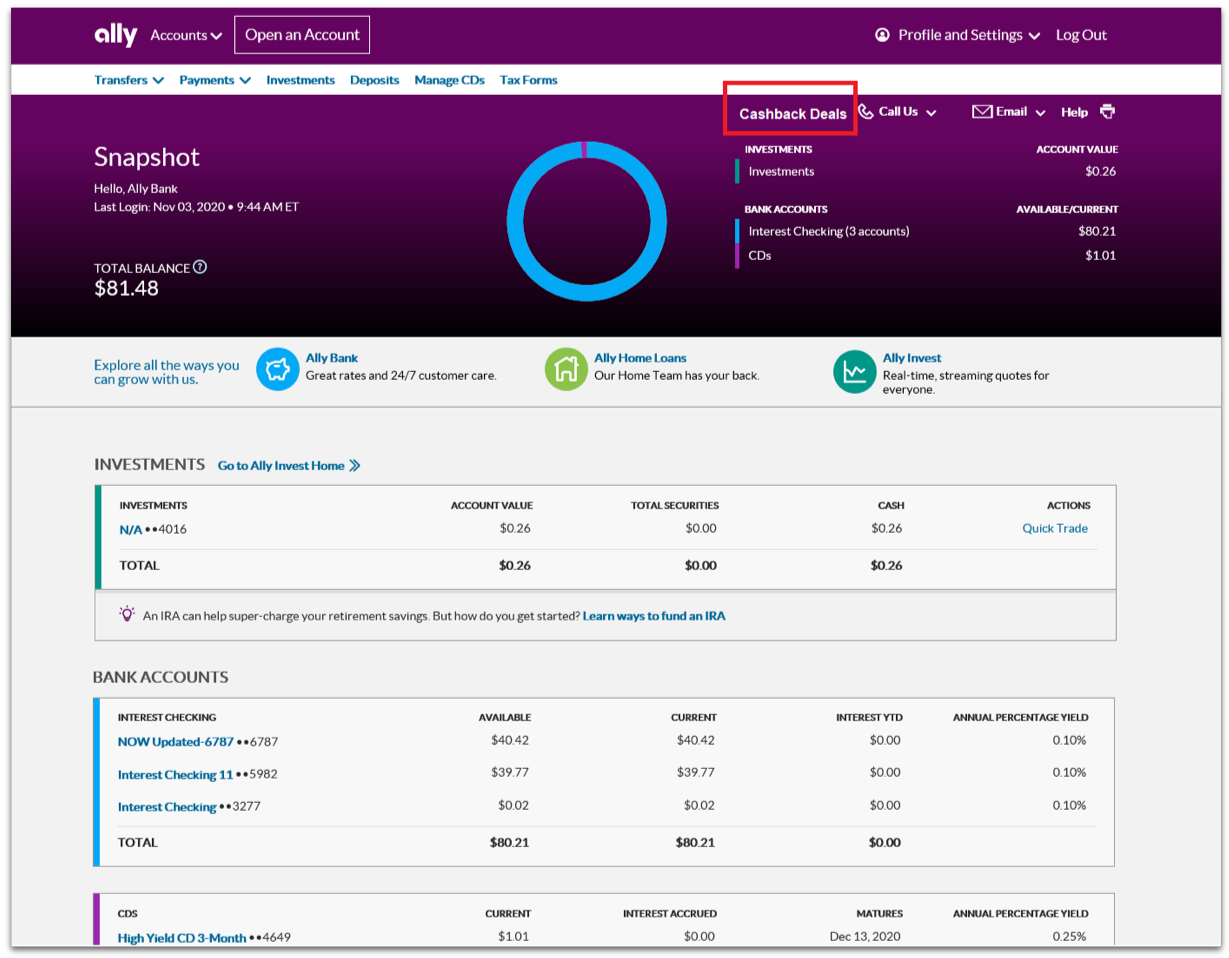 ally Accounts Open an Account Profile and Settings Log Out
Transfers Payments Investments Deposits Manage CDs Tax Forms
Cashback Deals Call Us Email Help
Snapshot
Hello, Ally Bank
Last Login: Nov 03, 2020 • 9:44 AM ET
TOTAL BALANCE ?
$81.48
INVESTMENTS ACCOUNT VALUE
Investments $0.26
BANK ACCOUNTS AVAILABLE/CURRENT
Interest Checking (3 accounts) $80.21
CDs $1.01
Explore all the ways you
can grow with us.
Ally Bank
Great rates and 24/7 customer care.
Ally Home Loans
Our Home Team has your back.
Ally Invest
Real-time, streaming quotes for
everyone.
INVESTMENTS Go to Ally Invest Home
INVESTMENTS ACCOUNT VALUE TOTAL SECURITIES CASH ACTIONS
N/A ••4016 $0.26 $0.00 $0.26 Quick Trade
TOTAL $0.26 $0.00 $0.26
An IRA can help super-charge your retirement savings. But how do you get started? Learn ways to fund an IRA
BANK ACCOUNTS
INTEREST CHECKING AVAILABLE CURRENT INTEREST YTD ANNUAL PERCENTAGE YIELD
NOW Updated-6787 ••6787 $40.42 $40.42 $0.00 0.10%
Interest Checking 11 ••5982 $39.77 $39.77 $0.00 0.10%
Interest Checking ••3277 $0.02 $0.02 $0.00 0.10%
TOTAL $80.21 $80.21 $0.00
CDS CURRENT INTEREST ACCRUED MATURES ANNUAL PERCENTAGE YIELD
High Yield CD 3-Month ••4649 $1.01 $0.00 Dec 13, 2020 0.25%